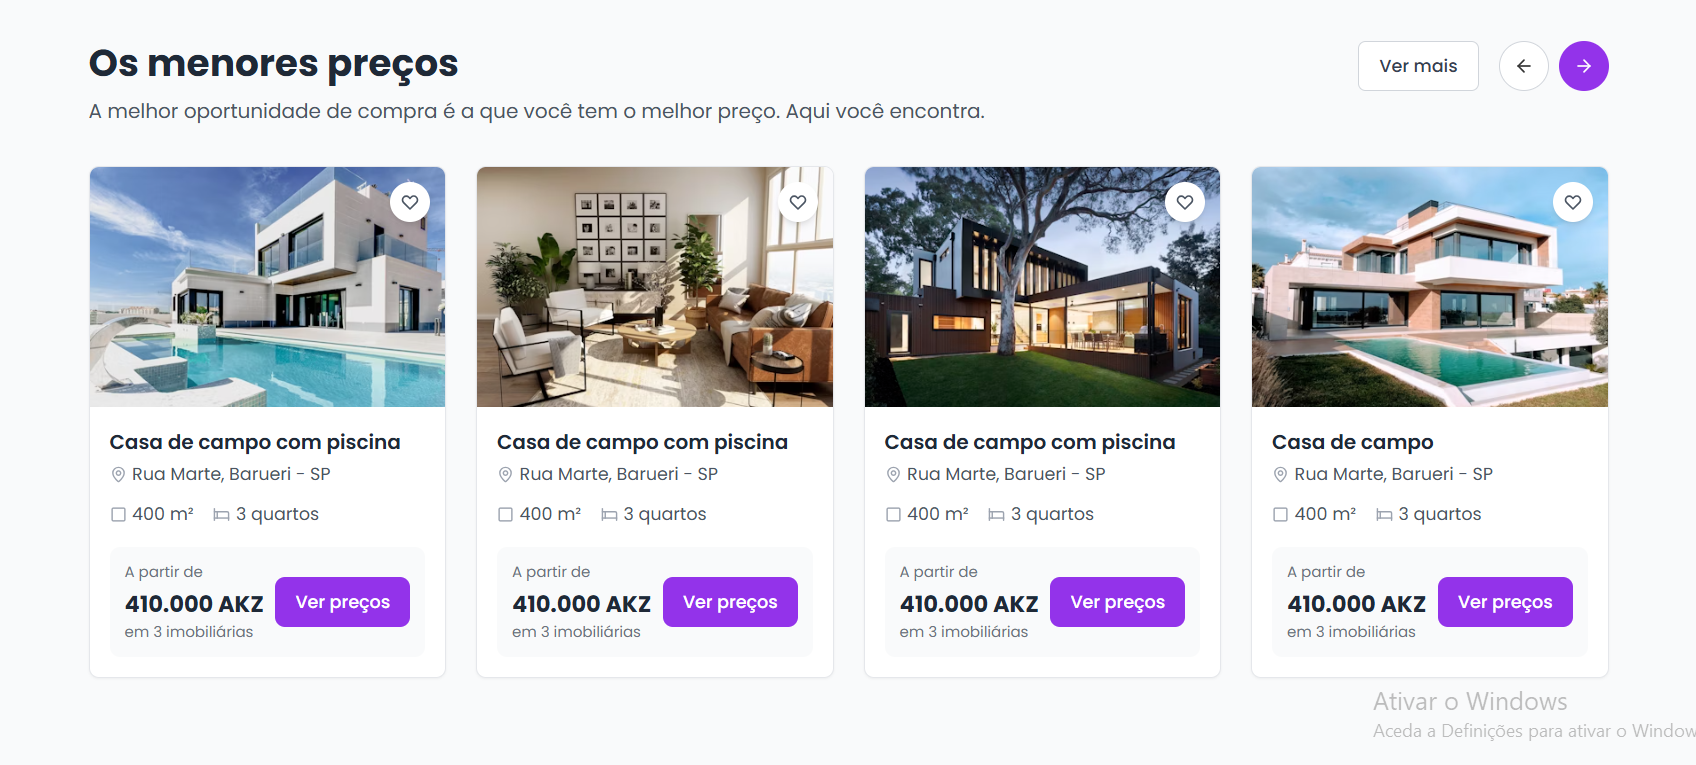 Os menores preços
A melhor oportunidade de compra é a que você tem o melhor preço. Aqui você encontra.
Ver mais
Casa de campo com piscina
Rua Marte, Barueri - SP
400 m² 3 quartos
A partir de
410.000 AKZ
em 3 imobiliárias
Ver preços
Casa de campo com piscina
Rua Marte, Barueri - SP
400 m² 3 quartos
A partir de
410.000 AKZ
em 3 imobiliárias
Ver preços
Casa de campo com piscina
Rua Marte, Barueri - SP
400 m² 3 quartos
A partir de
410.000 AKZ
em 3 imobiliárias
Ver preços
Casa de campo
Rua Marte, Barueri - SP
400 m² 3 quartos
A partir de
410.000 AKZ
em 3 imobiliárias
Ver preços
Ativar o Windows
Aceda a Definições para ativar o Window